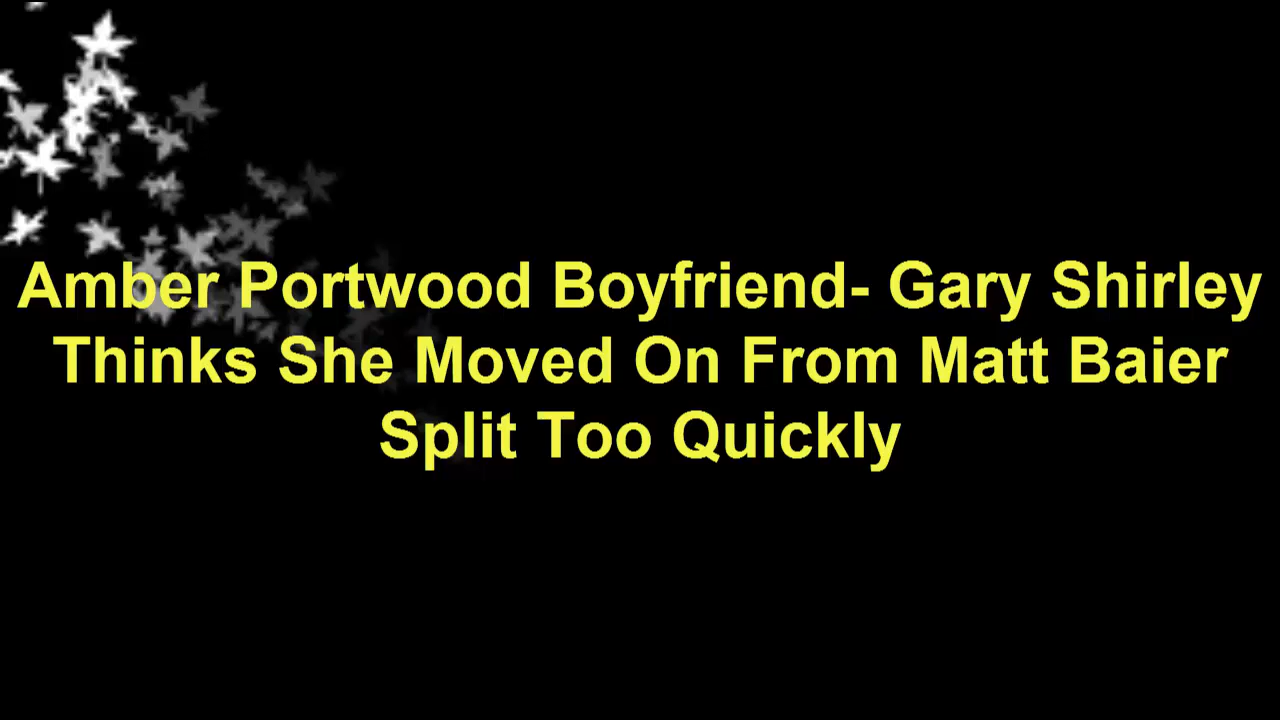 Amber Portwood Boyfriend- Gary Shirley
Thinks She Moved On From Matt Baier
Split Too Quickly